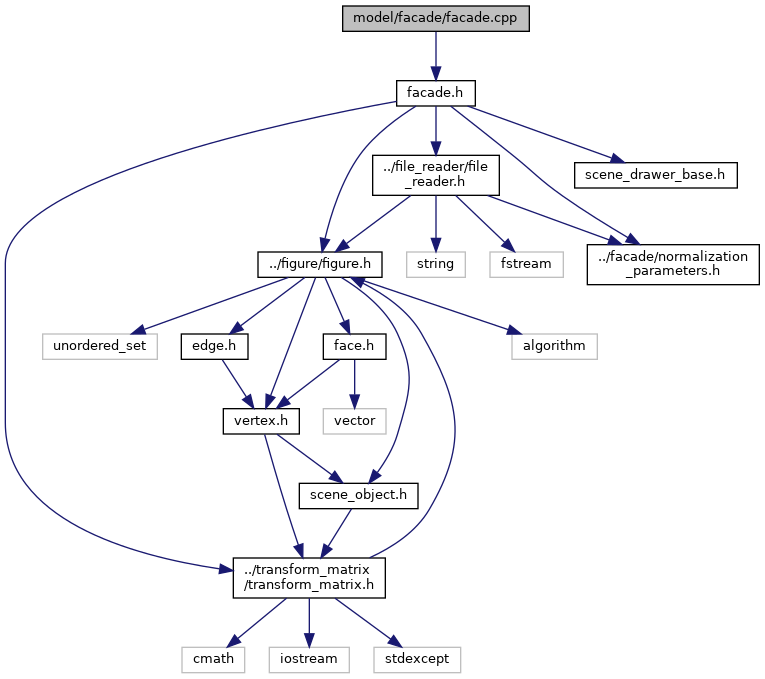 model/facade/facade.cpp
facade.h
../file_reader/file
_reader.h
scene_drawer_base.h
../figure/figure.h
string
fstream
../facade/normalization
_parameters.h
unordered_set
edge.h
face.h
algorithm
vertex.h
vector
scene_object.h
../transform_matrix
/transform_matrix.h
cmath
iostream
stdexcept